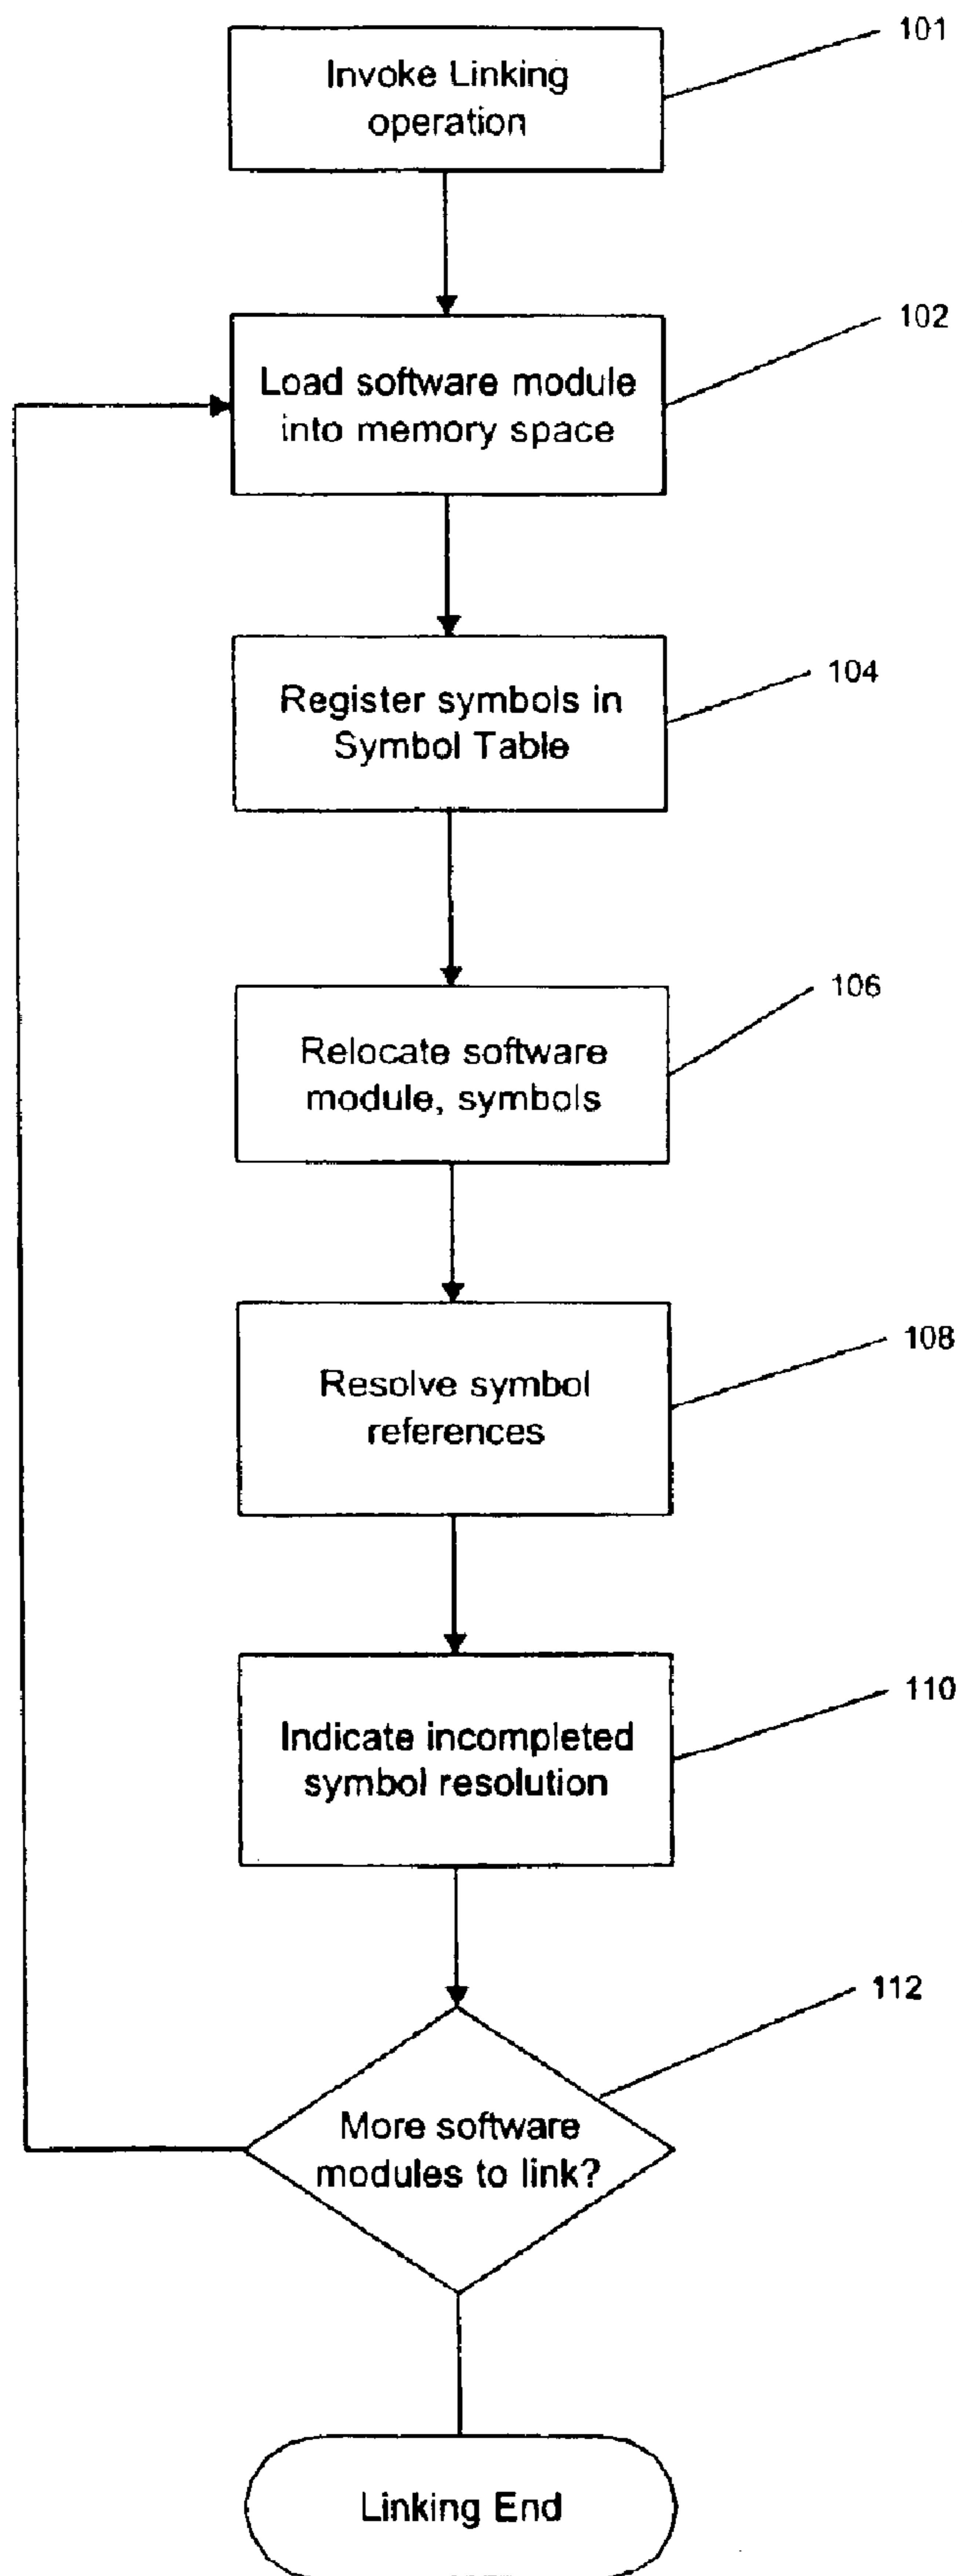 101
Invoke Linking
operation
102
Load software module
into memory space
104
Register symbols in
Symbol Table
106
Relocate software
module, symbols
108
Resolve symbol
references
110
Indicate incompleted
symbol resolution
112
More software
modules to link?
Linking End